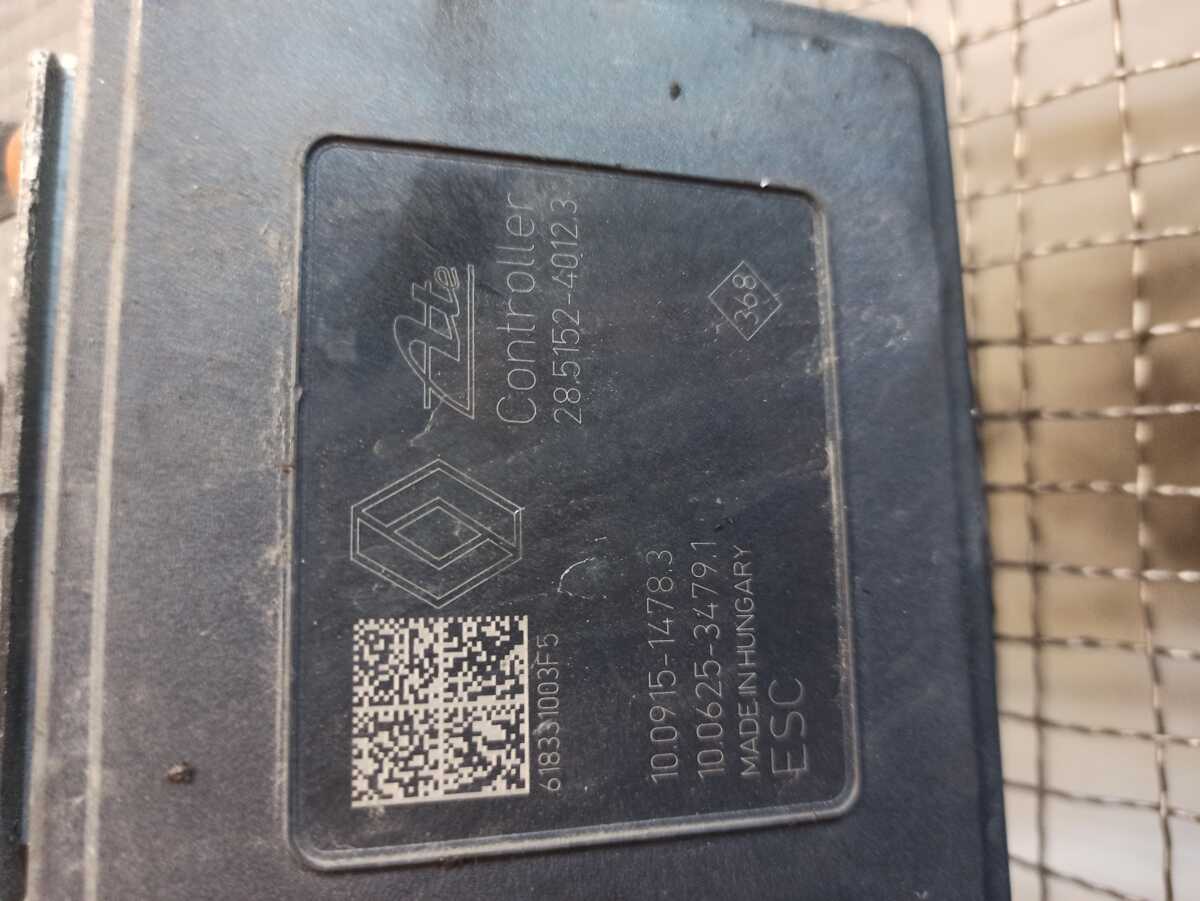 Ate
Controller
28.5152-4012.3
6183331003F5
10.0915-1478.3
10.0625-3479.1
MADE IN HUNGARY
ESC
368